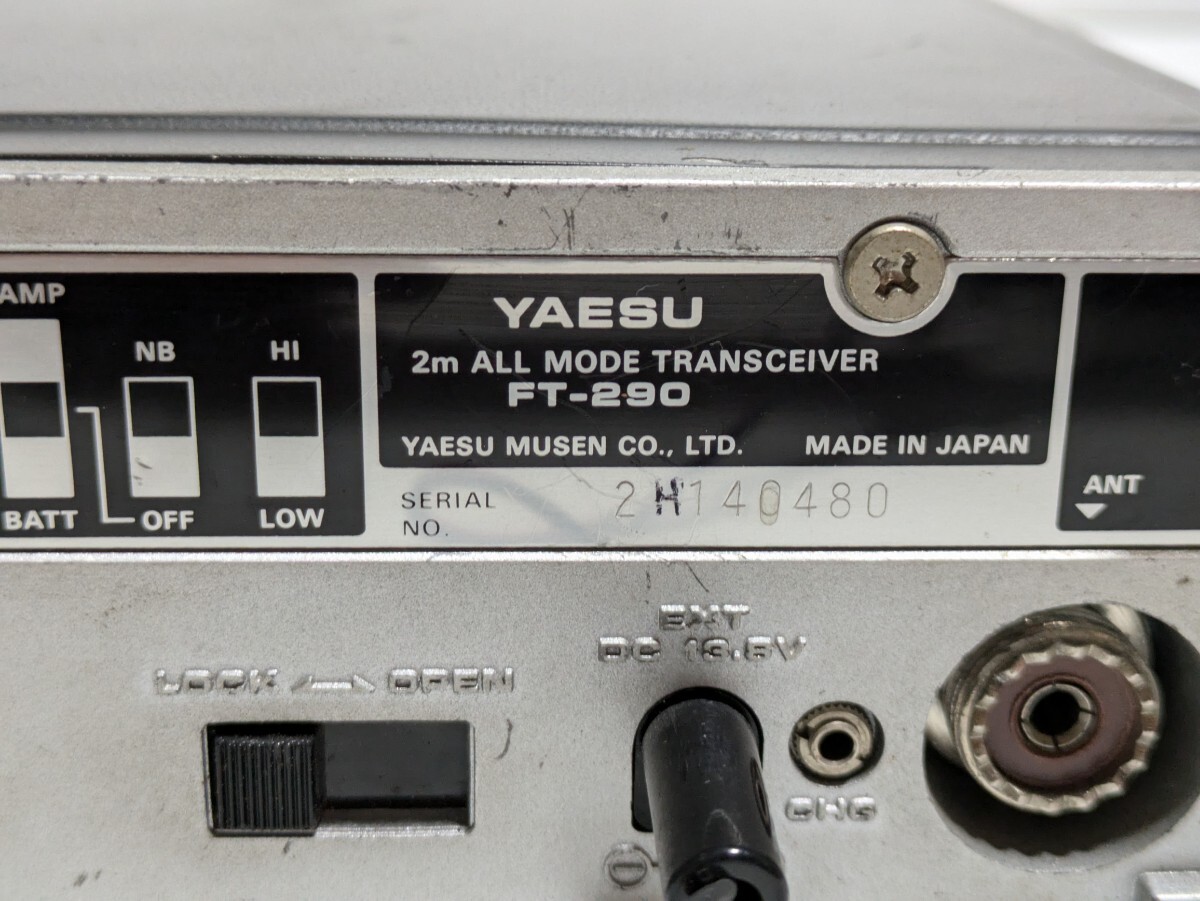 AMP
NB
HI
BATT
OFF
LOW
YAESU
2m ALL MODE TRANSCEIVER
FT-290
YAESU MUSEN CO., LTD. MADE IN JAPAN
SERIAL
NO.
2H140480
ANT
LOCK OPEN
EXT
DC 13.8V
CHG